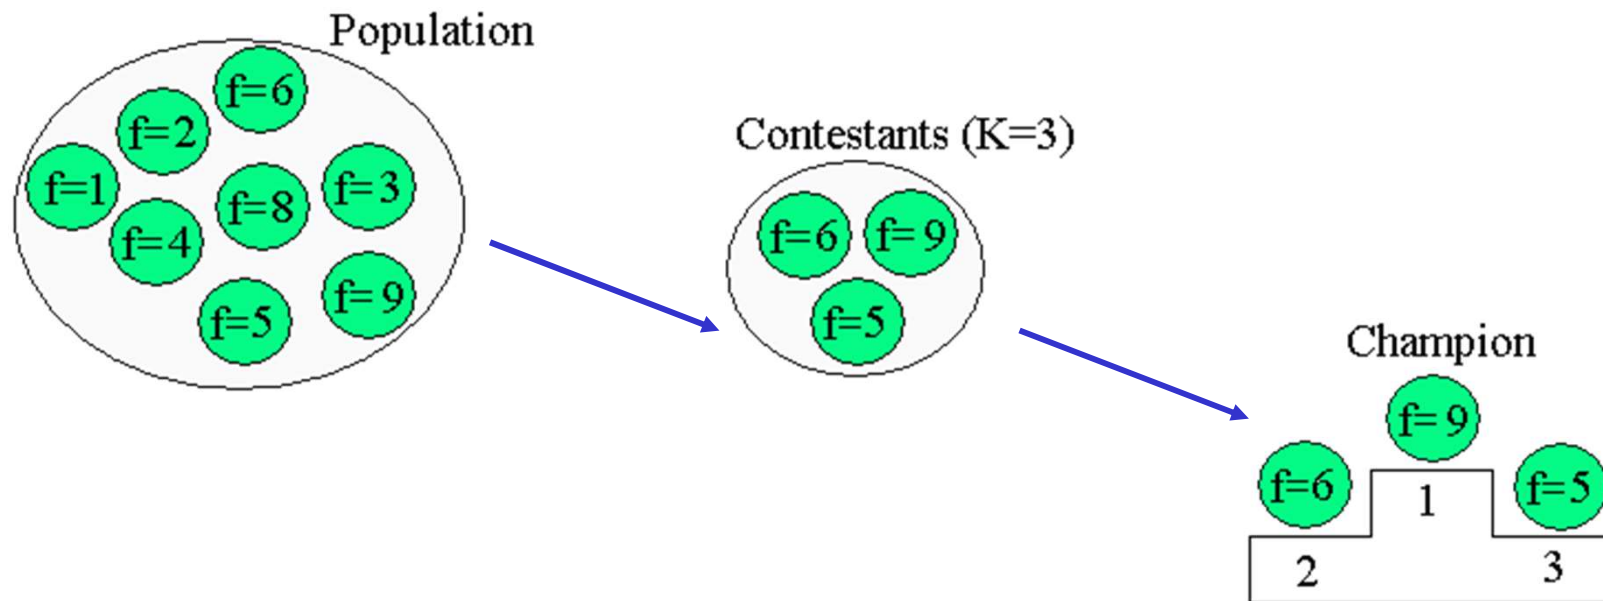 Population
f=6
f=2
f=1
f=8
f=3
f=4
f=9
f=5
Contestants (K=3)
f=6
f=9
f=5
Champion
f=9
f=6
f=5
1
2
3